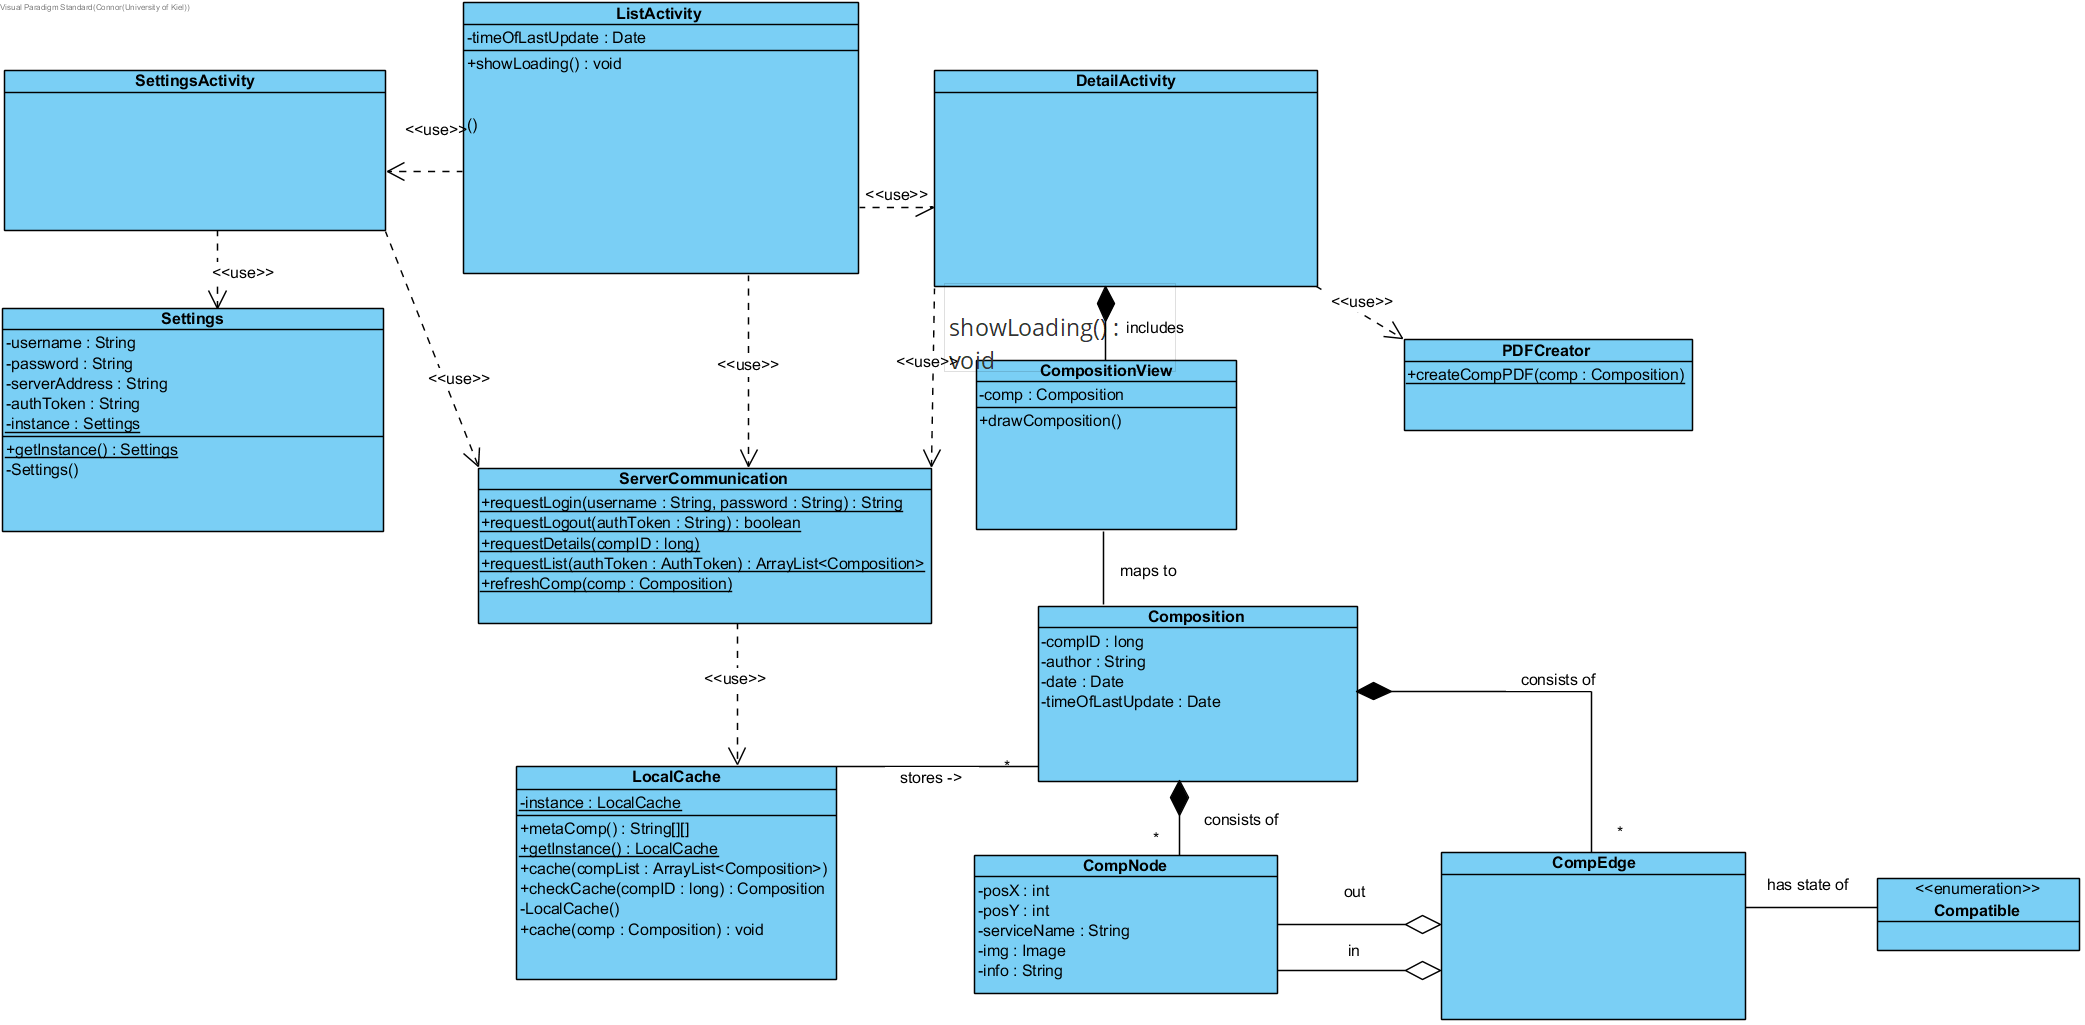 Visual Paradigm Standard(Connor(University of Kiel))
ListActivity
-timeOfLastUpdate : Date
+showLoading() : void
()
SettingsActivity
<<use>>
<<use>>
DetailActivity
<<use>>
<<use>>
<<use>>
<<use>>
<<use>>
Settings
-username : String
-password : String
-serverAddress : String
-authToken : String
-instance : Settings
+getInstance() : Settings
-Settings()
showLoading() :
void
includes
CompositionView
-comp : Composition
+drawComposition()
PDFCreator
+createCompPDF(comp : Composition)
ServerCommunication
+requestLogin(username : String, password : String) : String
+requestLogout(authToken : String) : boolean
+requestDetails(compID : long)
+requestList(authToken : AuthToken) : ArrayList<Composition>
+refreshComp(comp : Composition)
maps to
<<use>>
Composition
-compID : long
-author : String
-date : Date
-timeOfLastUpdate : Date
consists of
*
LocalCache
-instance : LocalCache
+metaComp() : String[][]
+getInstance() : LocalCache
+cache(compList : ArrayList<Composition>)
+checkCache(compID : long) : Composition
-LocalCache()
+cache(comp : Composition) : void
stores ->
*
consists of
*
CompNode
-posX : int
-posY : int
-serviceName : String
-img : Image
-info : String
out
in
CompEdge
has state of
<<enumeration>>
Compatible